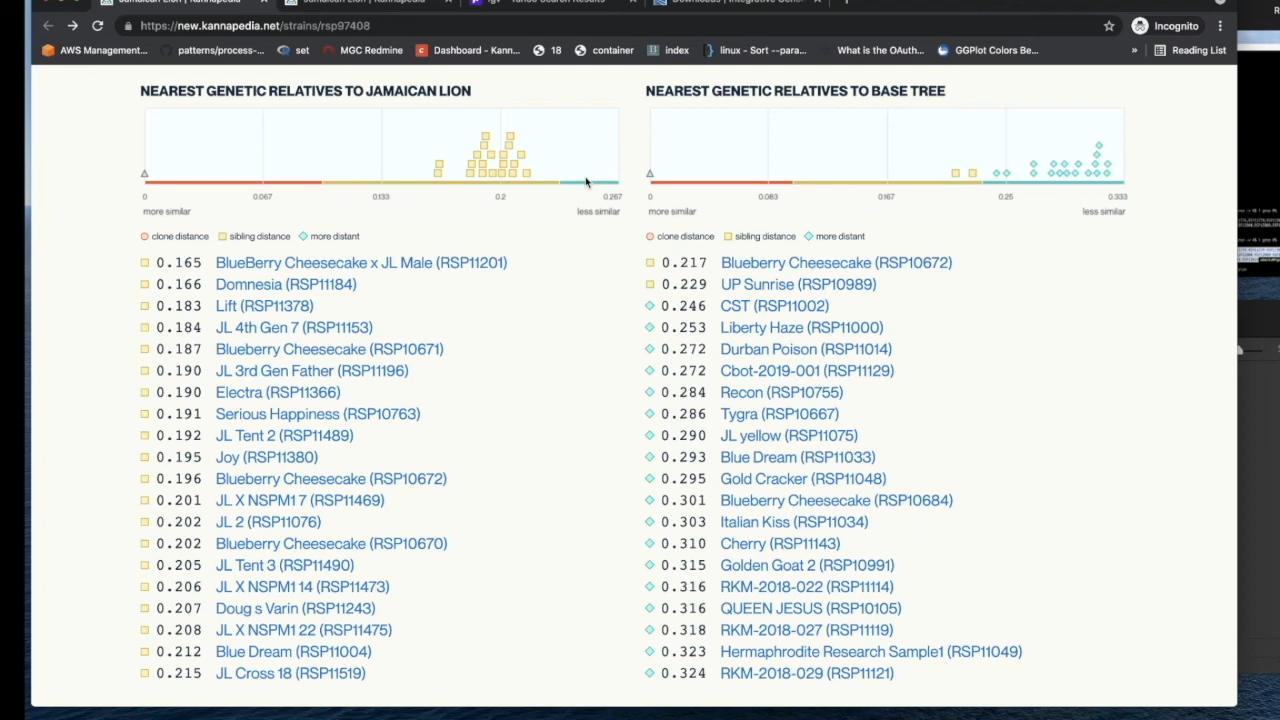 https://new.kannapedia.net/strains/rsp97408
Incognito
AWS Management... patterns/process-... set MGC Redmine Dashboard - Kann... 18 container index linux - Sort --para... What is the OAuth... GGPlot Colors Be... » Reading List
NEAREST GENETIC RELATIVES TO JAMAICAN LION
0 0.067 0.133 0.2 0.267
more similar less similar
clone distance sibling distance more distant
0.165 BlueBerry Cheesecake x JL Male (RSP11201)
0.166 Domnesia (RSP11184)
0.183 Lift (RSP11378)
0.184 JL 4th Gen 7 (RSP11153)
0.187 Blueberry Cheesecake (RSP10671)
0.190 JL 3rd Gen Father (RSP11196)
0.190 Electra (RSP11366)
0.191 Serious Happiness (RSP10763)
0.192 JL Tent 2 (RSP11489)
0.195 Joy (RSP11380)
0.196 Blueberry Cheesecake (RSP10672)
0.201 JL X NSPM1 7 (RSP11469)
0.202 JL 2 (RSP11076)
0.202 Blueberry Cheesecake (RSP10670)
0.205 JL Tent 3 (RSP11490)
0.206 JL X NSPM1 14 (RSP11473)
0.207 Doug s Varin (RSP11243)
0.208 JL X NSPM1 22 (RSP11475)
0.212 Blue Dream (RSP11004)
0.215 JL Cross 18 (RSP11519)
NEAREST GENETIC RELATIVES TO BASE TREE
0 0.083 0.167 0.25 0.333
more similar less similar
clone distance sibling distance more distant
0.217 Blueberry Cheesecake (RSP10672)
0.229 UP Sunrise (RSP10989)
0.246 CST (RSP11002)
0.253 Liberty Haze (RSP11000)
0.272 Durban Poison (RSP11014)
0.272 Cbot-2019-001 (RSP11129)
0.284 Recon (RSP10755)
0.286 Tygra (RSP10667)
0.290 JL yellow (RSP11075)
0.293 Blue Dream (RSP11033)
0.295 Gold Cracker (RSP11048)
0.301 Blueberry Cheesecake (RSP10684)
0.303 Italian Kiss (RSP11034)
0.310 Cherry (RSP11143)
0.315 Golden Goat 2 (RSP10991)
0.316 RKM-2018-022 (RSP11114)
0.316 QUEEN JESUS (RSP10105)
0.318 RKM-2018-027 (RSP11119)
0.323 Hermaphrodite Research Sample1 (RSP11049)
0.324 RKM-2018-029 (RSP11121)